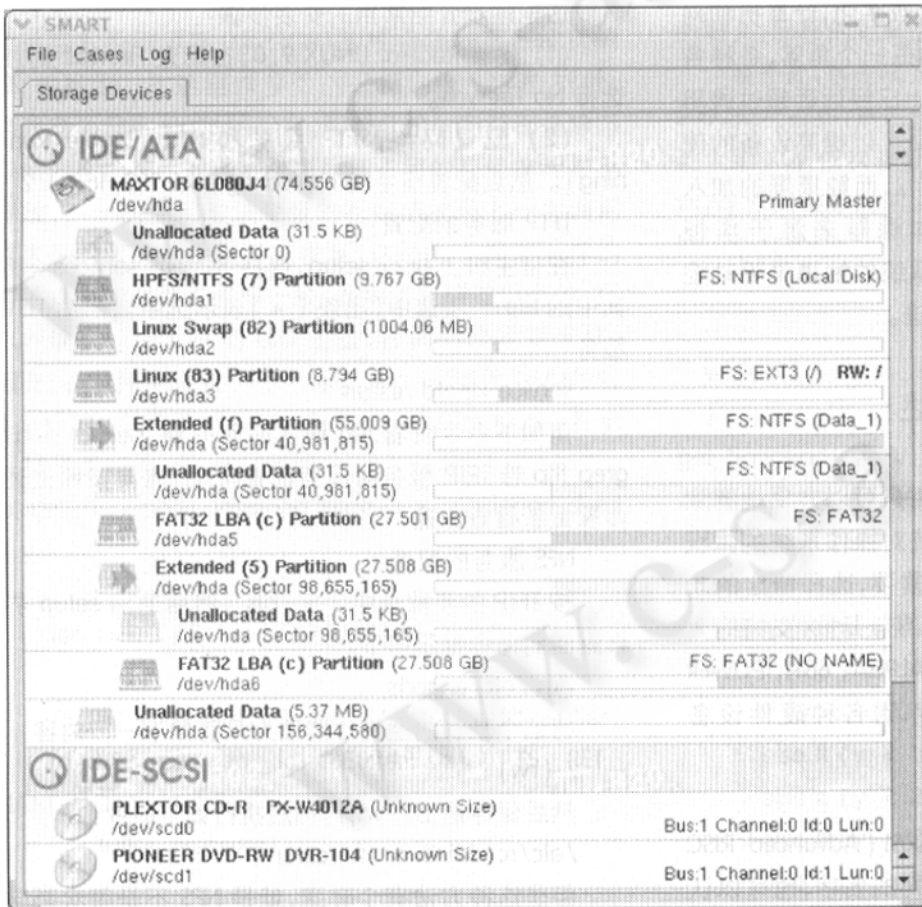 SMART
File Cases Log Help
Storage Devices
IDE/ATA
MAXTOR 6L080J4 (74.556 GB)
/dev/hda
Primary Master
Unallocated Data (31.5 KB)
/dev/hda (Sector 0)
HPFS/NTFS (7) Partition (9.767 GB)
/dev/hda1
FS: NTFS (Local Disk)
Linux Swap (82) Partition (1004.06 MB)
/dev/hda2
Linux (83) Partition (8.794 GB)
/dev/hda3
FS: EXT3 (/) RW: /
Extended (f) Partition (55.009 GB)
/dev/hda (Sector 40,981,815)
FS: NTFS (Data_1)
Unallocated Data (31.5 KB)
/dev/hda (Sector 40,981,815)
FS: NTFS (Data_1)
FAT32 LBA (c) Partition (27.501 GB)
/dev/hda5
FS: FAT32
Extended (5) Partition (27.508 GB)
/dev/hda (Sector 98,655,165)
Unallocated Data (31.5 KB)
/dev/hda (Sector 98,655,165)
FAT32 LBA (c) Partition (27.508 GB)
/dev/hda6
FS: FAT32 (NO NAME)
Unallocated Data (5.37 MB)
/dev/hda (Sector 156,344,580)
IDE-SCSI
PLEXTOR CD-R PX-W4012A (Unknown Size)
/dev/scd0
Bus:1 Channel:0 Id:0 Lun:0
PIONEER DVD-RW DVR-104 (Unknown Size)
/dev/scd1
Bus:1 Channel:0 Id:1 Lun:0
www.c-s-
www.c-s